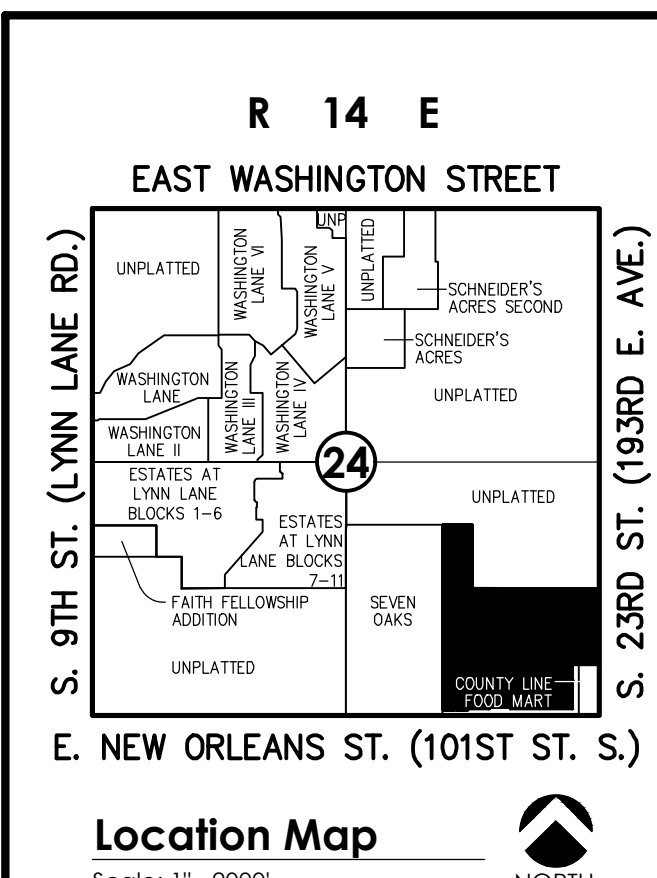 R 14 E
EAST WASHINGTON STREET
S. 9TH ST. (LYNN LANE RD.)
S. 23RD ST. (193RD E. AVE.)
UNPLATTED
WASHINGTON
LANE VI
UNP
WASHINGTON
LANE V
UNPLATTED
SCHNEIDER'S
ACRES SECOND
SCHNEIDER'S
ACRES
UNPLATTED
WASHINGTON
LANE
WASHINGTON
LANE II
WASHINGTON
LANE III
WASHINGTON
LANE IV
24
ESTATES AT
LYNN LANE
BLOCKS 1-6
UNPLATTED
ESTATES
AT LYNN
LANE BLOCKS
7-11
FAITH FELLOWSHIP
ADDITION
SEVEN
OAKS
UNPLATTED
COUNTY LINE
FOOD MART
E. NEW ORLEANS ST. (101ST ST. S.)
Location Map
NORTH